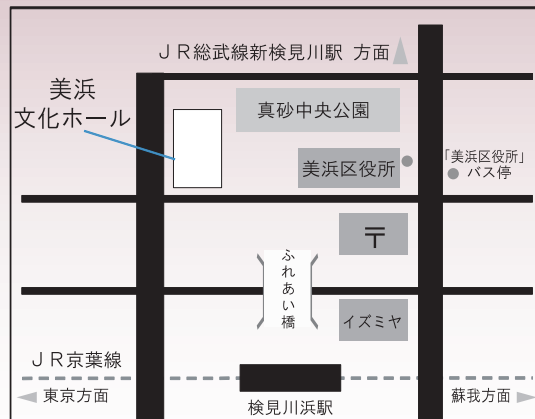 ＪＲ総武線新検見川駅 方面
美浜
文化ホール
真砂中央公園
美浜区役所
「美浜区役所」
バス停
〒
ふれあい橋
イズミヤ
ＪＲ京葉線
東京方面
検見川浜駅
蘇我方面